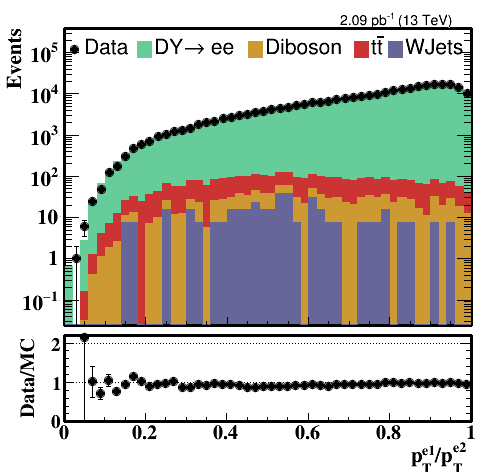 2.09 pb⁻¹ (13 TeV)
Data DY→ ee Diboson tt̄ WJets
Events
10⁵
10⁴
10³
10²
10
1
10⁻¹
Data/MC
2
1
0
0 0.2 0.4 0.6 0.8 1
p_T^e1/p_T^e2